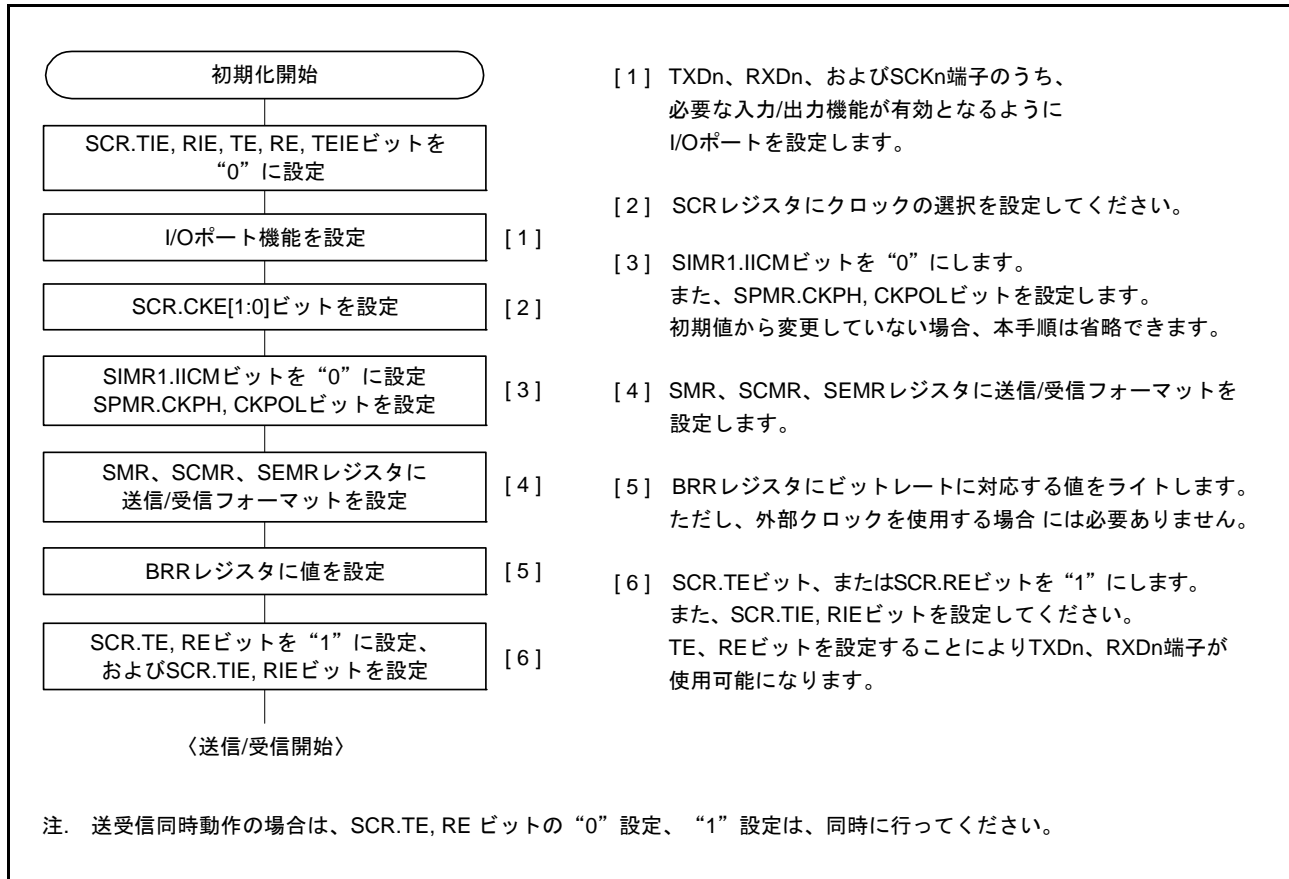 初期化開始
SCR.TIE, RIE, TE, RE, TEIEビットを
“0”に設定
I/Oポート機能を設定
[ 1 ]
SCR.CKE[1:0]ビットを設定
[ 2 ]
SIMR1.IICMビットを“0”に設定
SPMR.CKPH, CKPOLビットを設定
[ 3 ]
SMR、SCMR、SEMRレジスタに
送信/受信フォーマットを設定
[ 4 ]
BRRレジスタに値を設定
[ 5 ]
SCR.TE, REビットを“1”に設定、
およびSCR.TIE, RIEビットを設定
[ 6 ]
〈送信/受信開始〉
[ 1 ] TXDn、RXDn、およびSCKn端子のうち、
必要な入力/出力機能が有効となるように
I/Oポートを設定します。
[ 2 ] SCRレジスタにクロックの選択を設定してください。
[ 3 ] SIMR1.IICMビットを“0”にします。
また、SPMR.CKPH, CKPOLビットを設定します。
初期値から変更していない場合、本手順は省略できます。
[ 4 ] SMR、SCMR、SEMRレジスタに送信/受信フォーマットを
設定します。
[ 5 ] BRRレジスタにビットレートに対応する値をライトします。
ただし、外部クロックを使用する場合 には必要ありません。
[ 6 ] SCR.TEビット、またはSCR.REビットを“1”にします。
また、SCR.TIE, RIEビットを設定してください。
TE、REビットを設定することによりTXDn、RXDn端子が
使用可能になります。
注. 送受信同時動作の場合は、SCR.TE, RE ビットの“0”設定、“1”設定は、同時に行ってください。